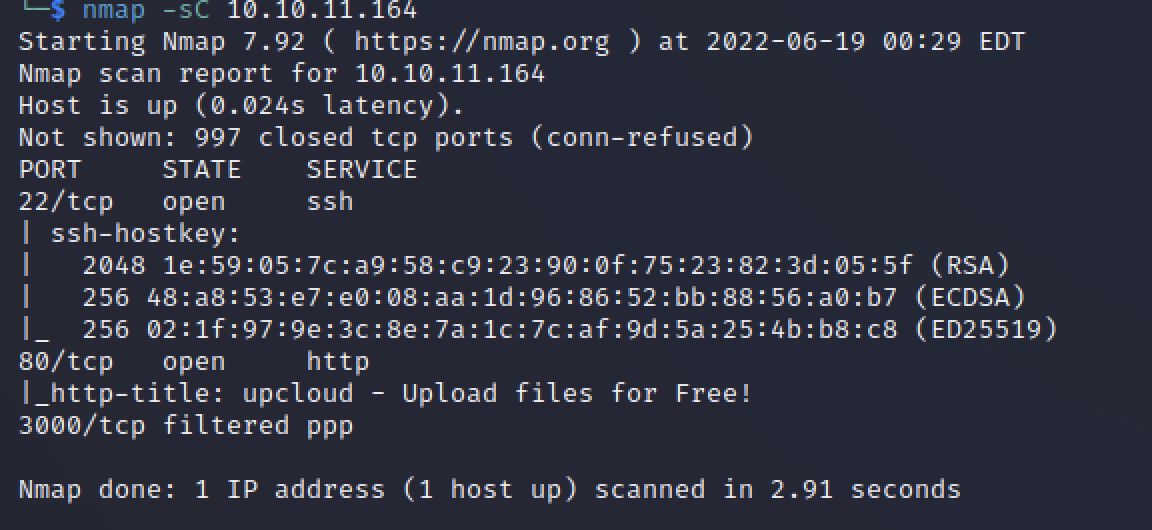 └─$ nmap -sC 10.10.11.164
Starting Nmap 7.92 ( https://nmap.org ) at 2022-06-19 00:29 EDT
Nmap scan report for 10.10.11.164
Host is up (0.024s latency).
Not shown: 997 closed tcp ports (conn-refused)
PORT     STATE    SERVICE
22/tcp   open     ssh
| ssh-hostkey:
|   2048 1e:59:05:7c:a9:58:c9:23:90:0f:75:23:82:3d:05:5f (RSA)
|   256 48:a8:53:e7:e0:08:aa:1d:96:86:52:bb:88:56:a0:b7 (ECDSA)
|_  256 02:1f:97:9e:3c:8e:7a:1c:7c:af:9d:5a:25:4b:b8:c8 (ED25519)
80/tcp   open     http
|_http-title: upcloud - Upload files for Free!
3000/tcp filtered ppp
Nmap done: 1 IP address (1 host up) scanned in 2.91 seconds